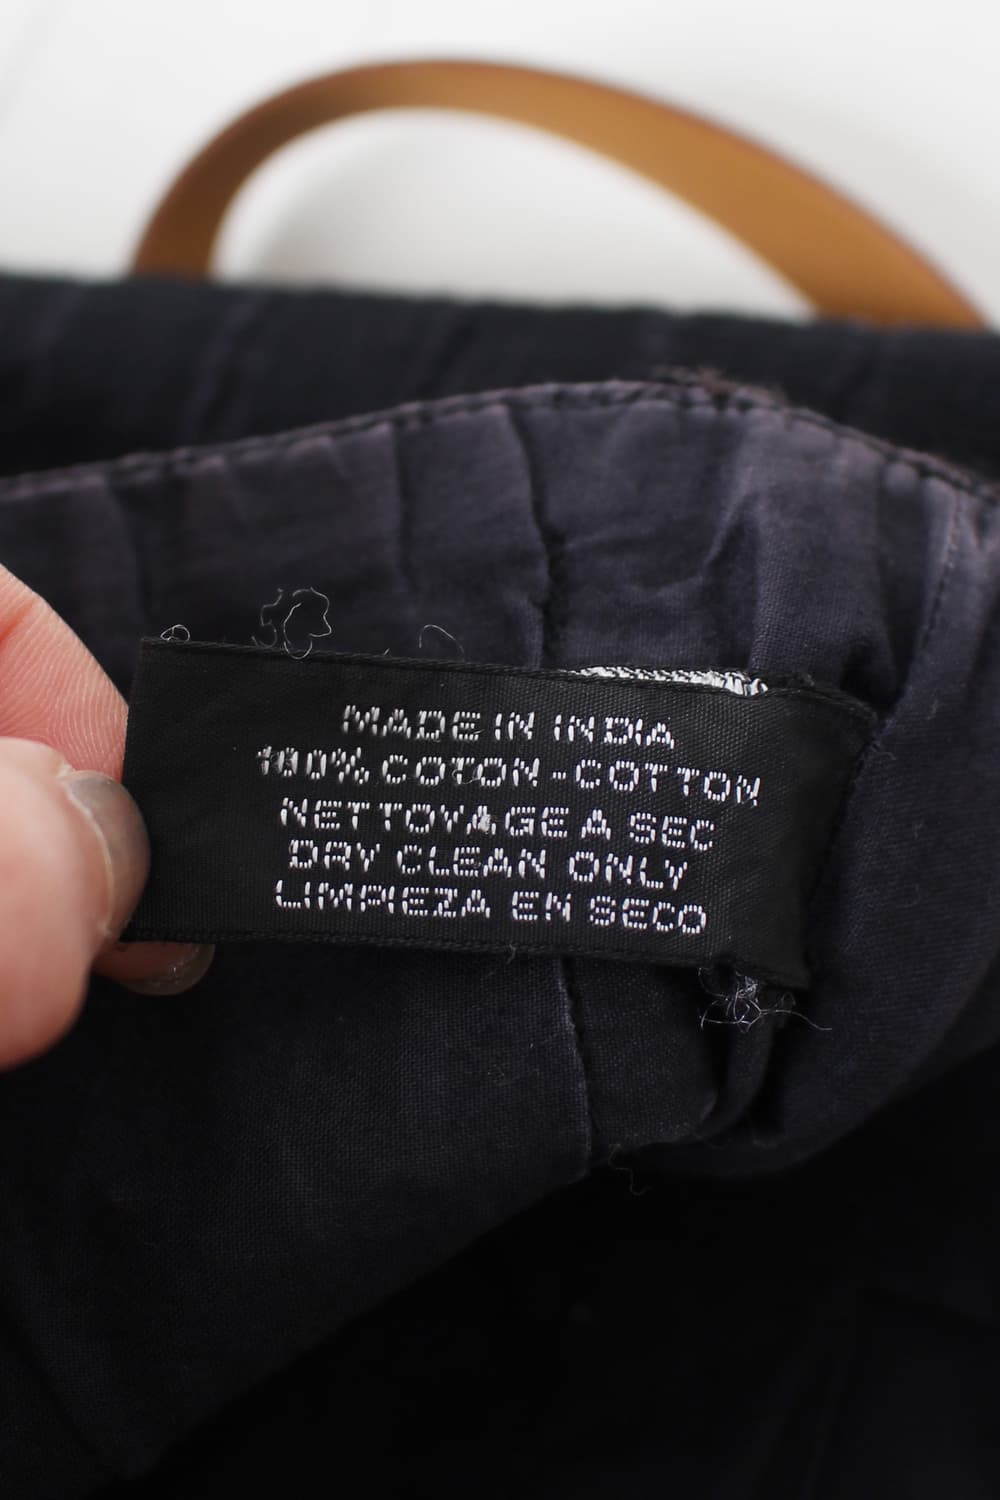 MADE IN INDIA
100% COTON - COTTON
NETTOYAGE A SEC
DRY CLEAN ONLY
LIMPIEZA EN SECO